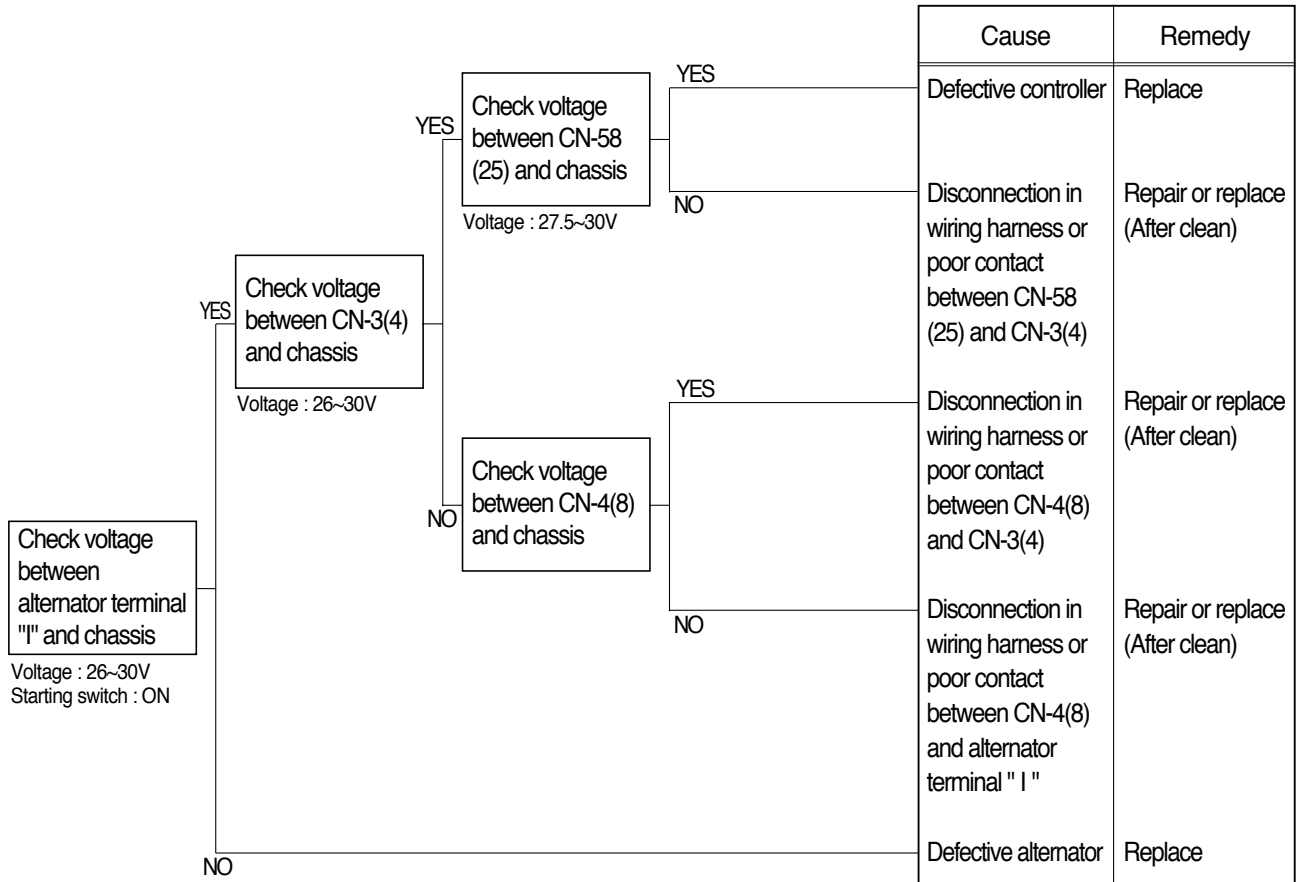 Cause
Remedy
YES
Defective controller
Replace
Check voltage
between CN-58
(25) and chassis
YES
Voltage : 27.5~30V
NO
Disconnection in
wiring harness or
poor contact
between CN-58
(25) and CN-3(4)
Repair or replace
(After clean)
YES
Check voltage
between CN-3(4)
and chassis
Voltage : 26~30V
YES
Disconnection in
wiring harness or
poor contact
between CN-4(8)
and CN-3(4)
Repair or replace
(After clean)
NO
Check voltage
between CN-4(8)
and chassis
Check voltage
between
alternator terminal
"I" and chassis
Voltage : 26~30V
Starting switch : ON
NO
Disconnection in
wiring harness or
poor contact
between CN-4(8)
and alternator
terminal " I "
Repair or replace
(After clean)
NO
Defective alternator
Replace